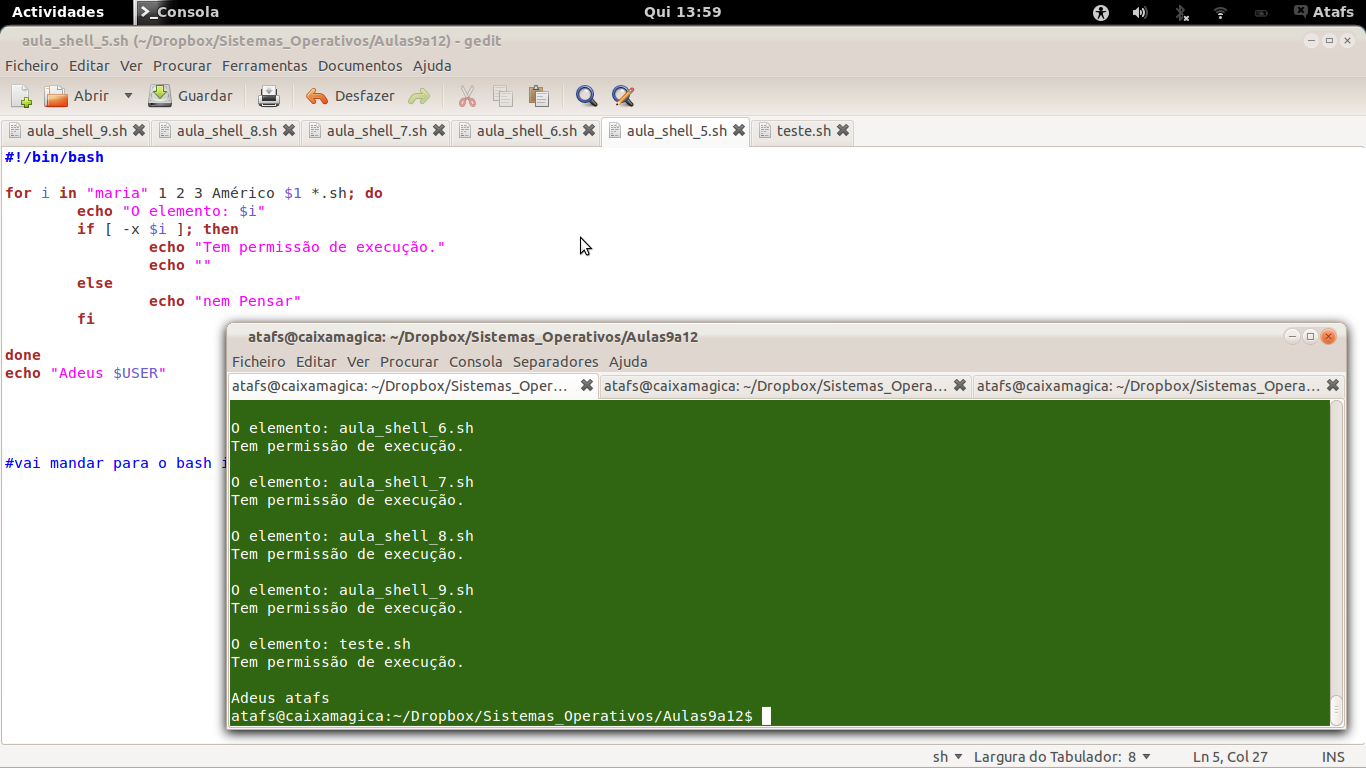 Actividades
Consola
Qui 13:59
Atafs
aula_shell_5.sh (~/Dropbox/Sistemas_Operativos/Aulas9a12) - gedit
Ficheiro Editar Ver Procurar Ferramentas Documentos Ajuda
Abrir Guardar Desfazer
aula_shell_9.sh aula_shell_8.sh aula_shell_7.sh aula_shell_6.sh aula_shell_5.sh teste.sh
#!/bin/bash
for i in "maria" 1 2 3 Américo $1 *.sh; do
echo "O elemento: $i"
if [ -x $i ]; then
echo "Tem permissão de execução."
echo ""
else
echo "nem Pensar"
fi
done
echo "Adeus $USER"
#vai mandar para o bash i
atafs@caixamagica: ~/Dropbox/Sistemas_Operativos/Aulas9a12
Ficheiro Editar Ver Procurar Consola Separadores Ajuda
atafs@caixamagica: ~/Dropbox/Sistemas_Oper... atafs@caixamagica: ~/Dropbox/Sistemas_Opera... atafs@caixamagica: ~/Dropbox/Sistemas_Opera...
O elemento: aula_shell_6.sh
Tem permissão de execução.
O elemento: aula_shell_7.sh
Tem permissão de execução.
O elemento: aula_shell_8.sh
Tem permissão de execução.
O elemento: aula_shell_9.sh
Tem permissão de execução.
O elemento: teste.sh
Tem permissão de execução.
Adeus atafs
atafs@caixamagica:~/Dropbox/Sistemas_Operativos/Aulas9a12$
sh Largura do Tabulador: 8 Ln 5, Col 27 INS